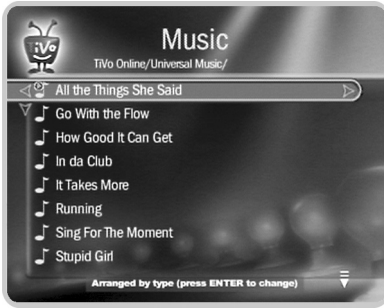 TiVo
Music
TiVo Online/Universal Music/
All the Things She Said
Go With the Flow
How Good It Can Get
In da Club
It Takes More
Running
Sing For The Moment
Stupid Girl
Arranged by type (press ENTER to change)